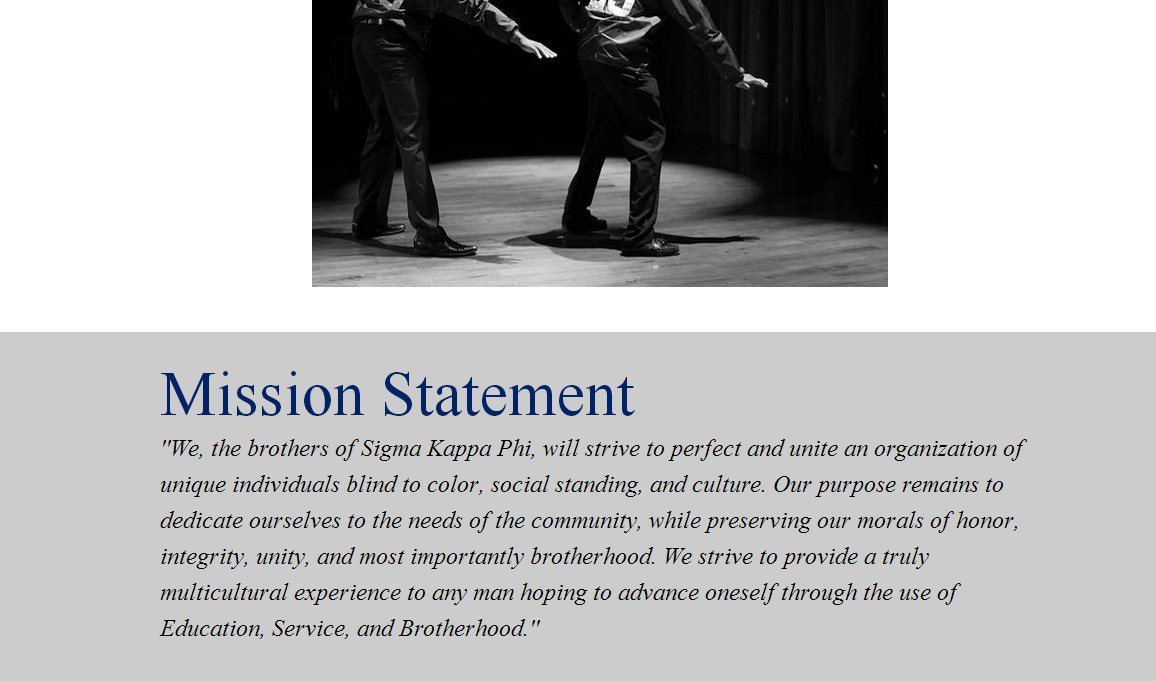 Mission Statement
"We, the brothers of Sigma Kappa Phi, will strive to perfect and unite an organization of
unique individuals blind to color, social standing, and culture. Our purpose remains to
dedicate ourselves to the needs of the community, while preserving our morals of honor,
integrity, unity, and most importantly brotherhood. We strive to provide a truly
multicultural experience to any man hoping to advance oneself through the use of
Education, Service, and Brotherhood."